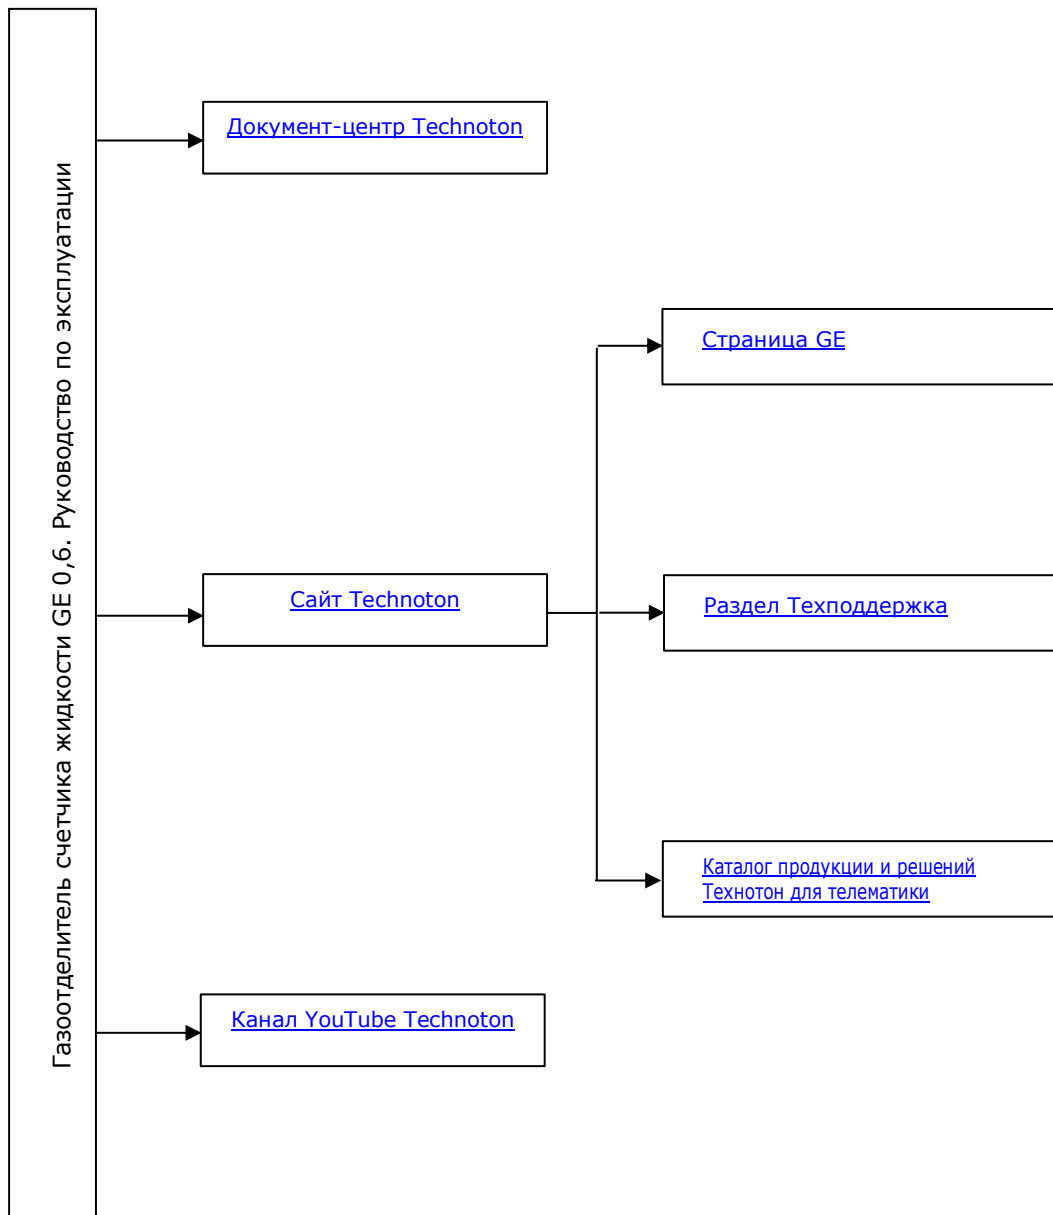 Газоотделитель счетчика жидкости GE 0,6. Руководство по эксплуатации
Документ-центр Technoton
Сайт Technoton
Страница GE
Раздел Техподдержка
Каталог продукции и решений
Технотон для телематики
Канал YouTube Technoton